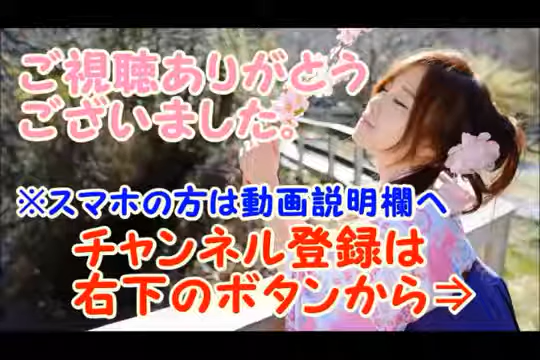 ご視聴ありがとう
ございました。
※スマホの方は動画説明欄へ
チャンネル登録は
右下のボタンから⇒